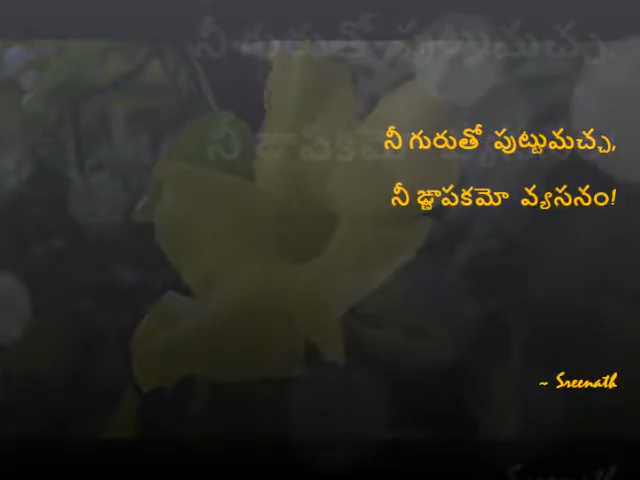 నీ గురుతో పుట్టుమచ్చ,
నీ జ్ఞాపకమో వ్యసనం!
~ Sreenath